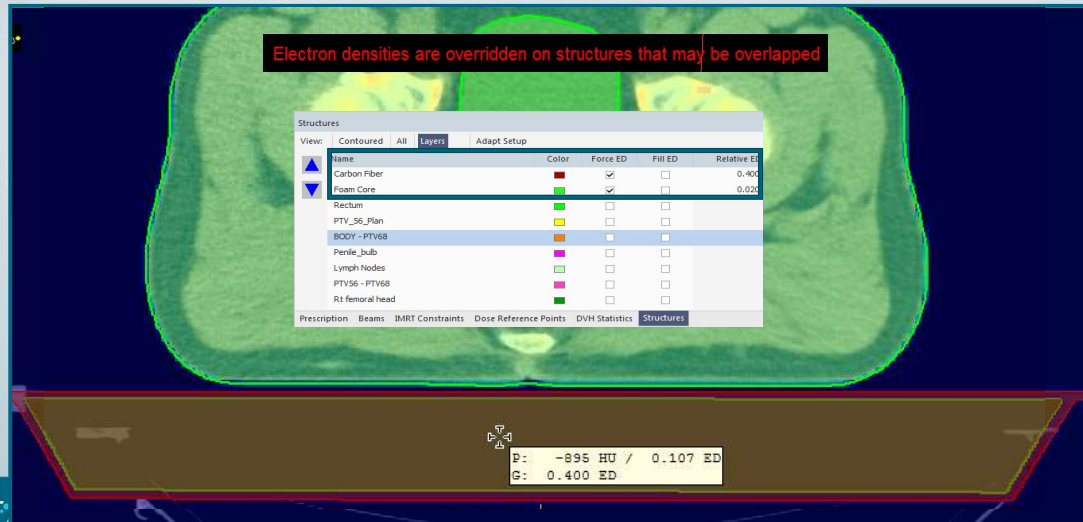 Electron densities are overridden on structures that may be overlapped
Structures
View: Contoured All Layers Adapt Setup
Name Color Force ED Fill ED Relative ED
Carbon Fiber 0.400
Foam Core 0.020
Rectum
PTV_56_Plan
BODY - PTV68
Penile_bulb
Lymph Nodes
PTV56 - PTV68
Rt femoral head
Prescription Beams IMRT Constraints Dose Reference Points DVH Statistics Structures
P: -895 HU / 0.107 ED
G: 0.400 ED